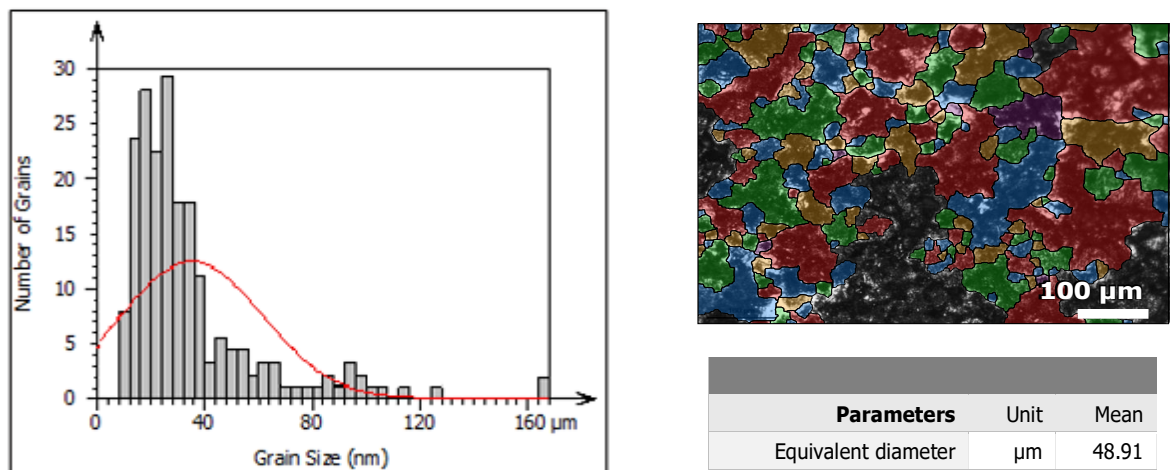 30
25
20
15
10
5
0
Number of Grains
0 40 80 120 160 µm
Grain Size (nm)
100 µm
Parameters Unit Mean
Equivalent diameter µm 48.91